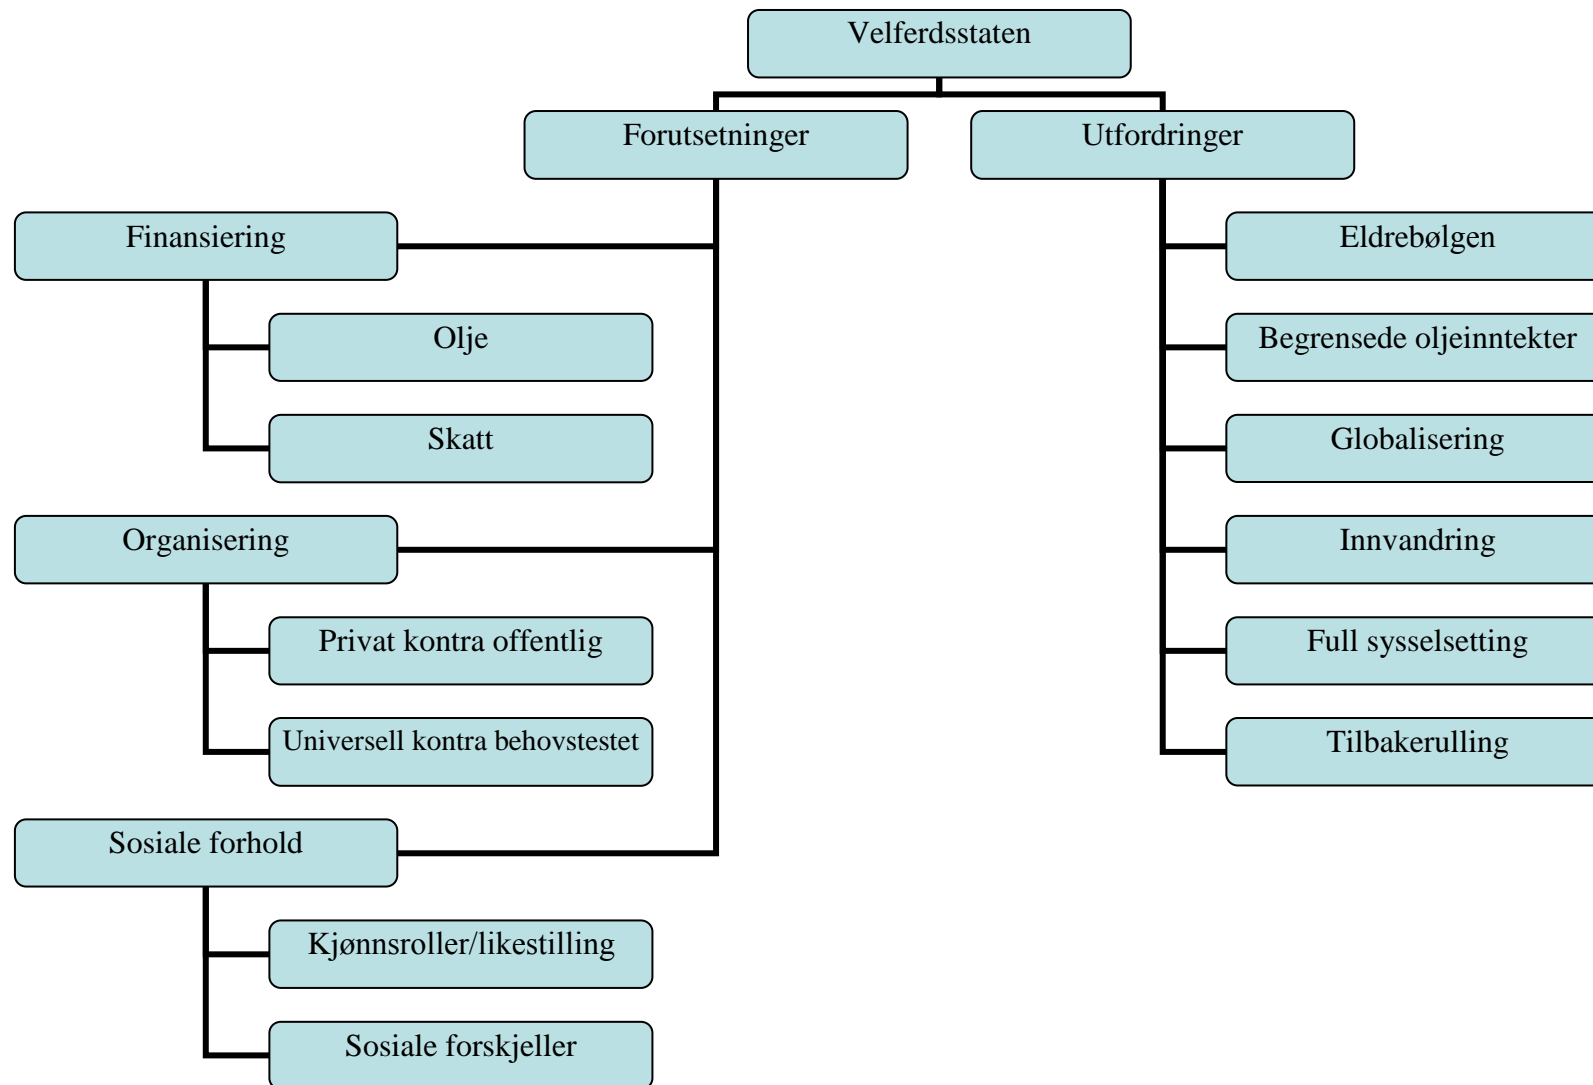 Velferdsstaten
Forutsetninger
Utfordringer
Finansiering
Olje
Skatt
Organisering
Privat kontra offentlig
Universell kontra behovstestet
Sosiale forhold
Kjønnsroller/likestilling
Sosiale forskjeller
Eldrebølgen
Begrensede oljeinntekter
Globalisering
Innvandring
Full sysselsetting
Tilbakerulling